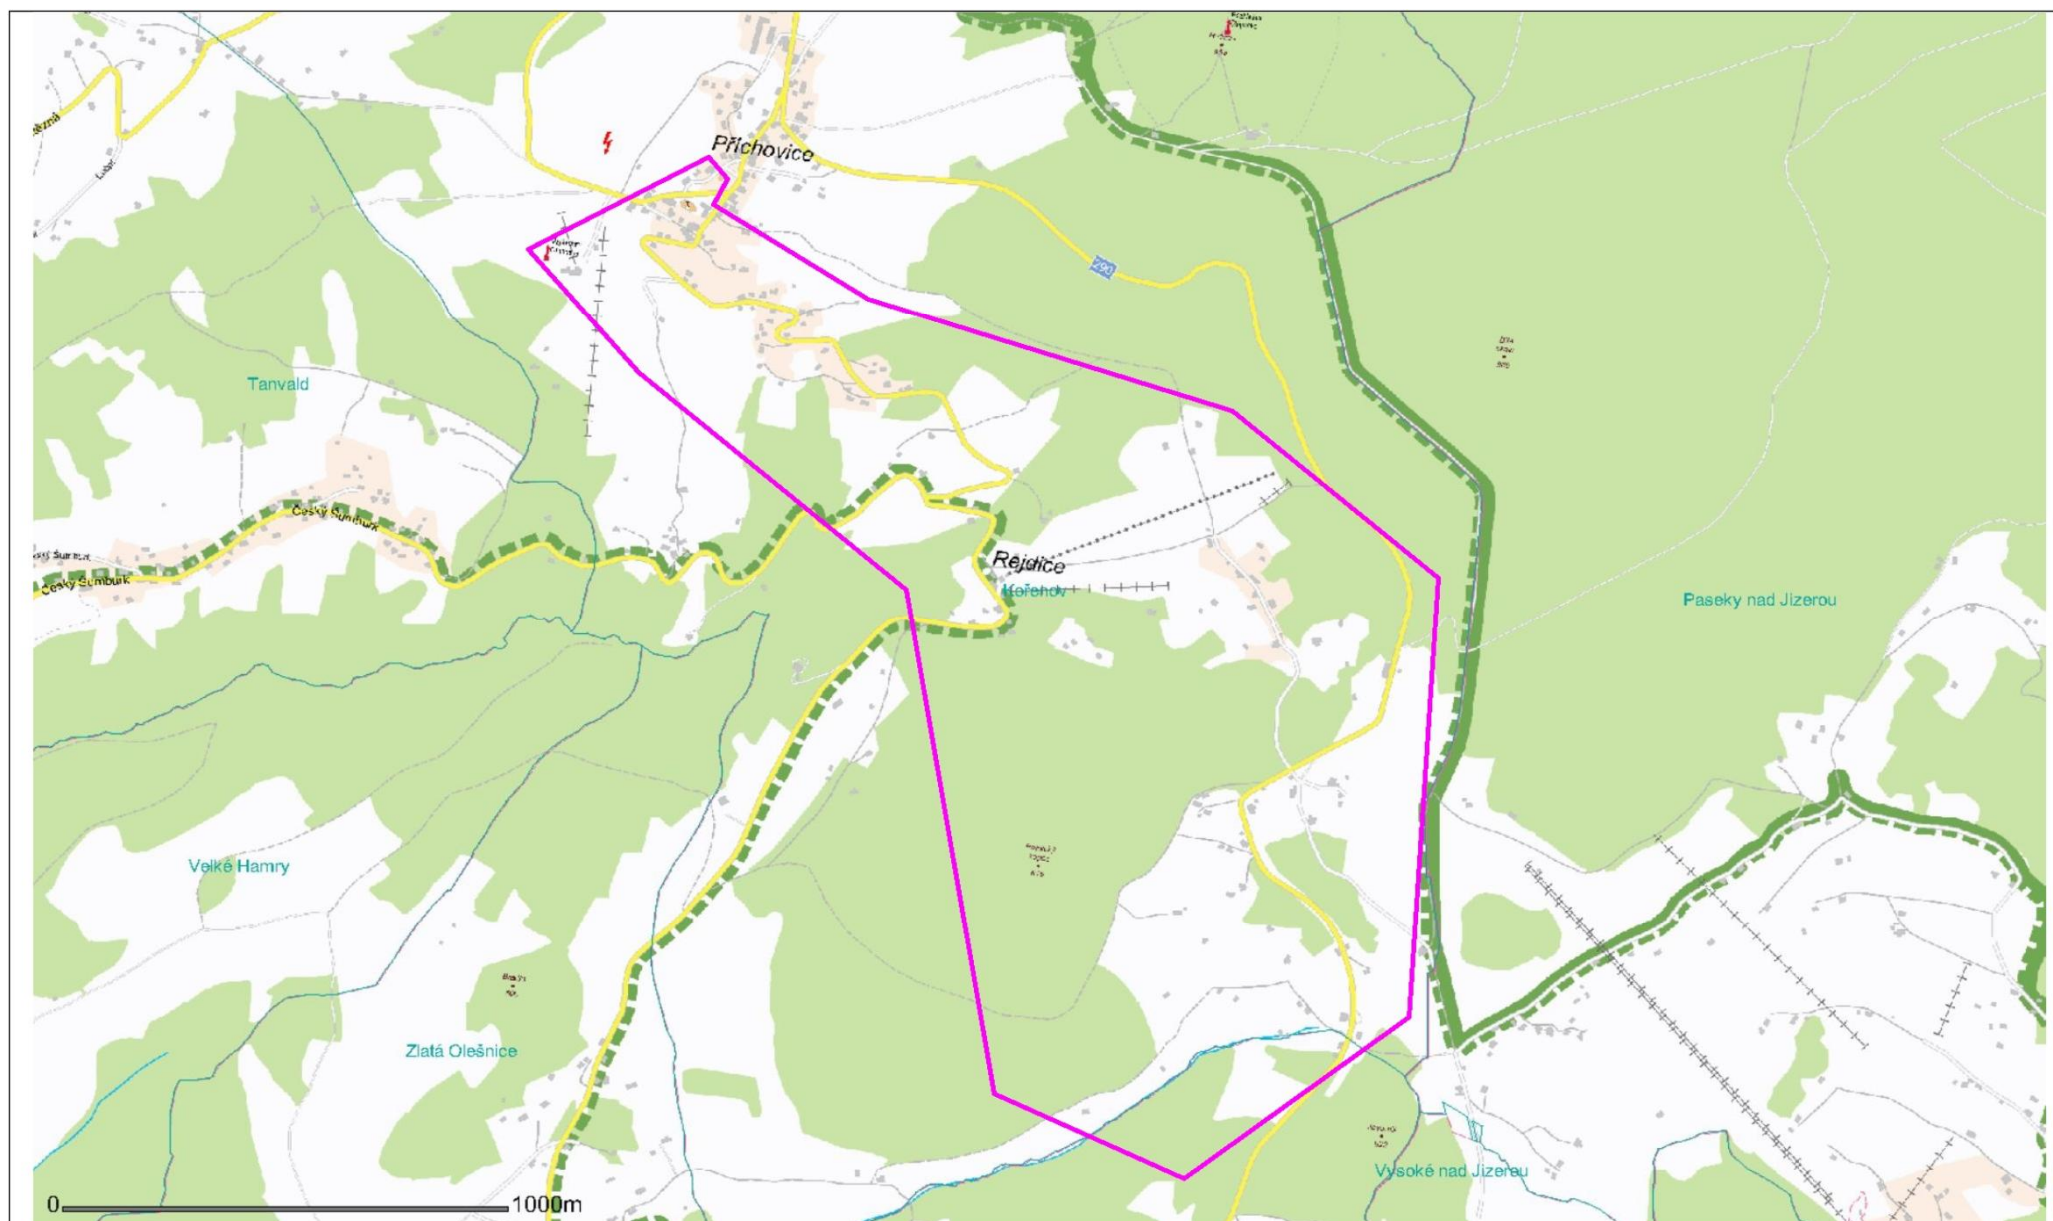 Lučany
Příchovice
290
Tanvald
Český Šumburk
Český Šumburk
Rejdice
Kořenov
Paseky nad Jizerou
Velké Hamry
Zlatá Olešnice
Vysoké nad Jizerou
0 1000m